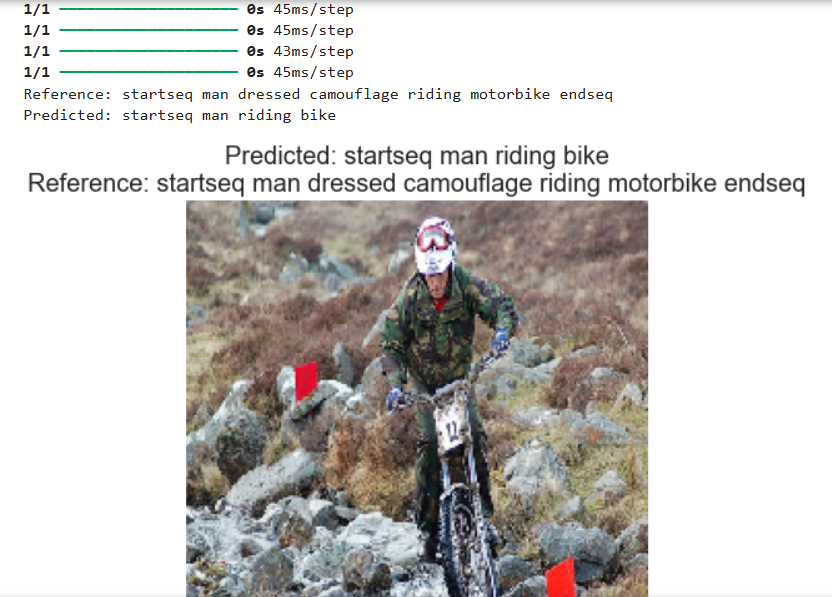 1/1 ━━━━━━━━━━━━━━━━━━━━ 0s 45ms/step
1/1 ━━━━━━━━━━━━━━━━━━━━ 0s 45ms/step
1/1 ━━━━━━━━━━━━━━━━━━━━ 0s 43ms/step
1/1 ━━━━━━━━━━━━━━━━━━━━ 0s 45ms/step
Reference: startseq man dressed camouflage riding motorbike endseq
Predicted: startseq man riding bike
Predicted: startseq man riding bike
Reference: startseq man dressed camouflage riding motorbike endseq